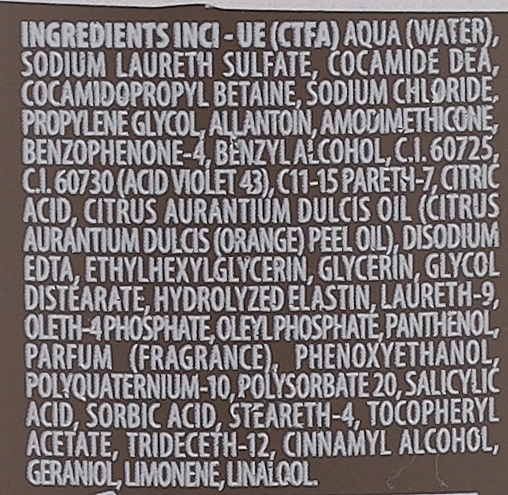 INGREDIENTS INCI - UE (CTFA) AQUA (WATER),
SODIUM LAURETH SULFATE, COCAMIDE DEA,
COCAMIDOPROPYL BETAINE, SODIUM CHLORIDE,
PROPYLENE GLYCOL, ALLANTOIN, AMODIMETHICONE,
BENZOPHENONE-4, BENZYL ALCOHOL, C.I. 60725,
C.I. 60730 (ACID VIOLET 43), C11-15 PARETH-7, CITRIC
ACID, CITRUS AURANTIUM DULCIS OIL (CITRUS
AURANTIUM DULCIS (ORANGE) PEEL OIL), DISODIUM
EDTA, ETHYLHEXYLGLYCERIN, GLYCERIN, GLYCOL
DISTEARATE, HYDROLYZED ELASTIN, LAURETH-9,
OLETH-4 PHOSPHATE, OLEYL PHOSPHATE, PANTHENOL,
PARFUM (FRAGRANCE), PHENOXYETHANOL,
POLYQUATERNIUM-10, POLYSORBATE 20, SALICYLIC
ACID, SORBIC ACID, STEARETH-4, TOCOPHERYL
ACETATE, TRIDECETH-12, CINNAMYL ALCOHOL,
GERANIOL, LIMONENE, LINALOOL.